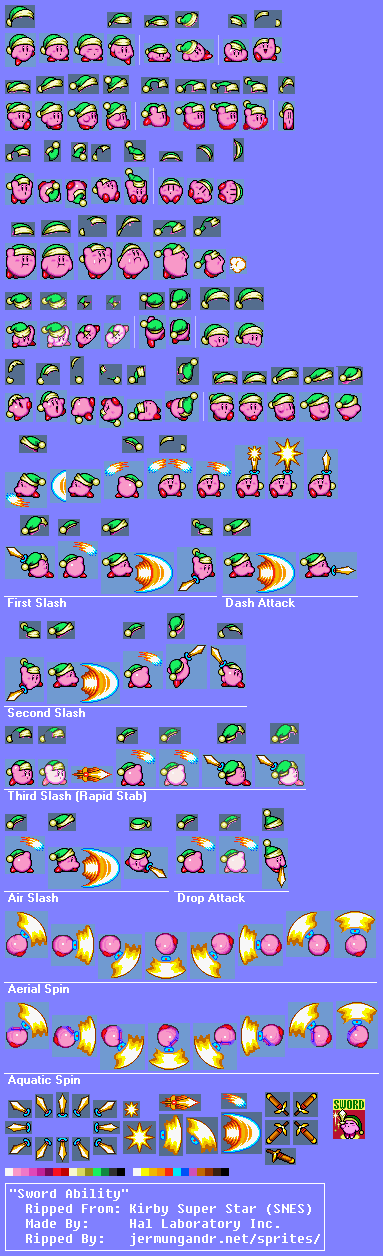 First Slash
Dash Attack
Second Slash
Third Slash (Rapid Stab)
Air Slash
Drop Attack
Aerial Spin
Aquatic Spin
SWORD
"Sword Ability"
Ripped From: Kirby Super Star (SNES)
Made By: Hal Laboratory Inc.
Ripped By: jermungandr.net/sprites/